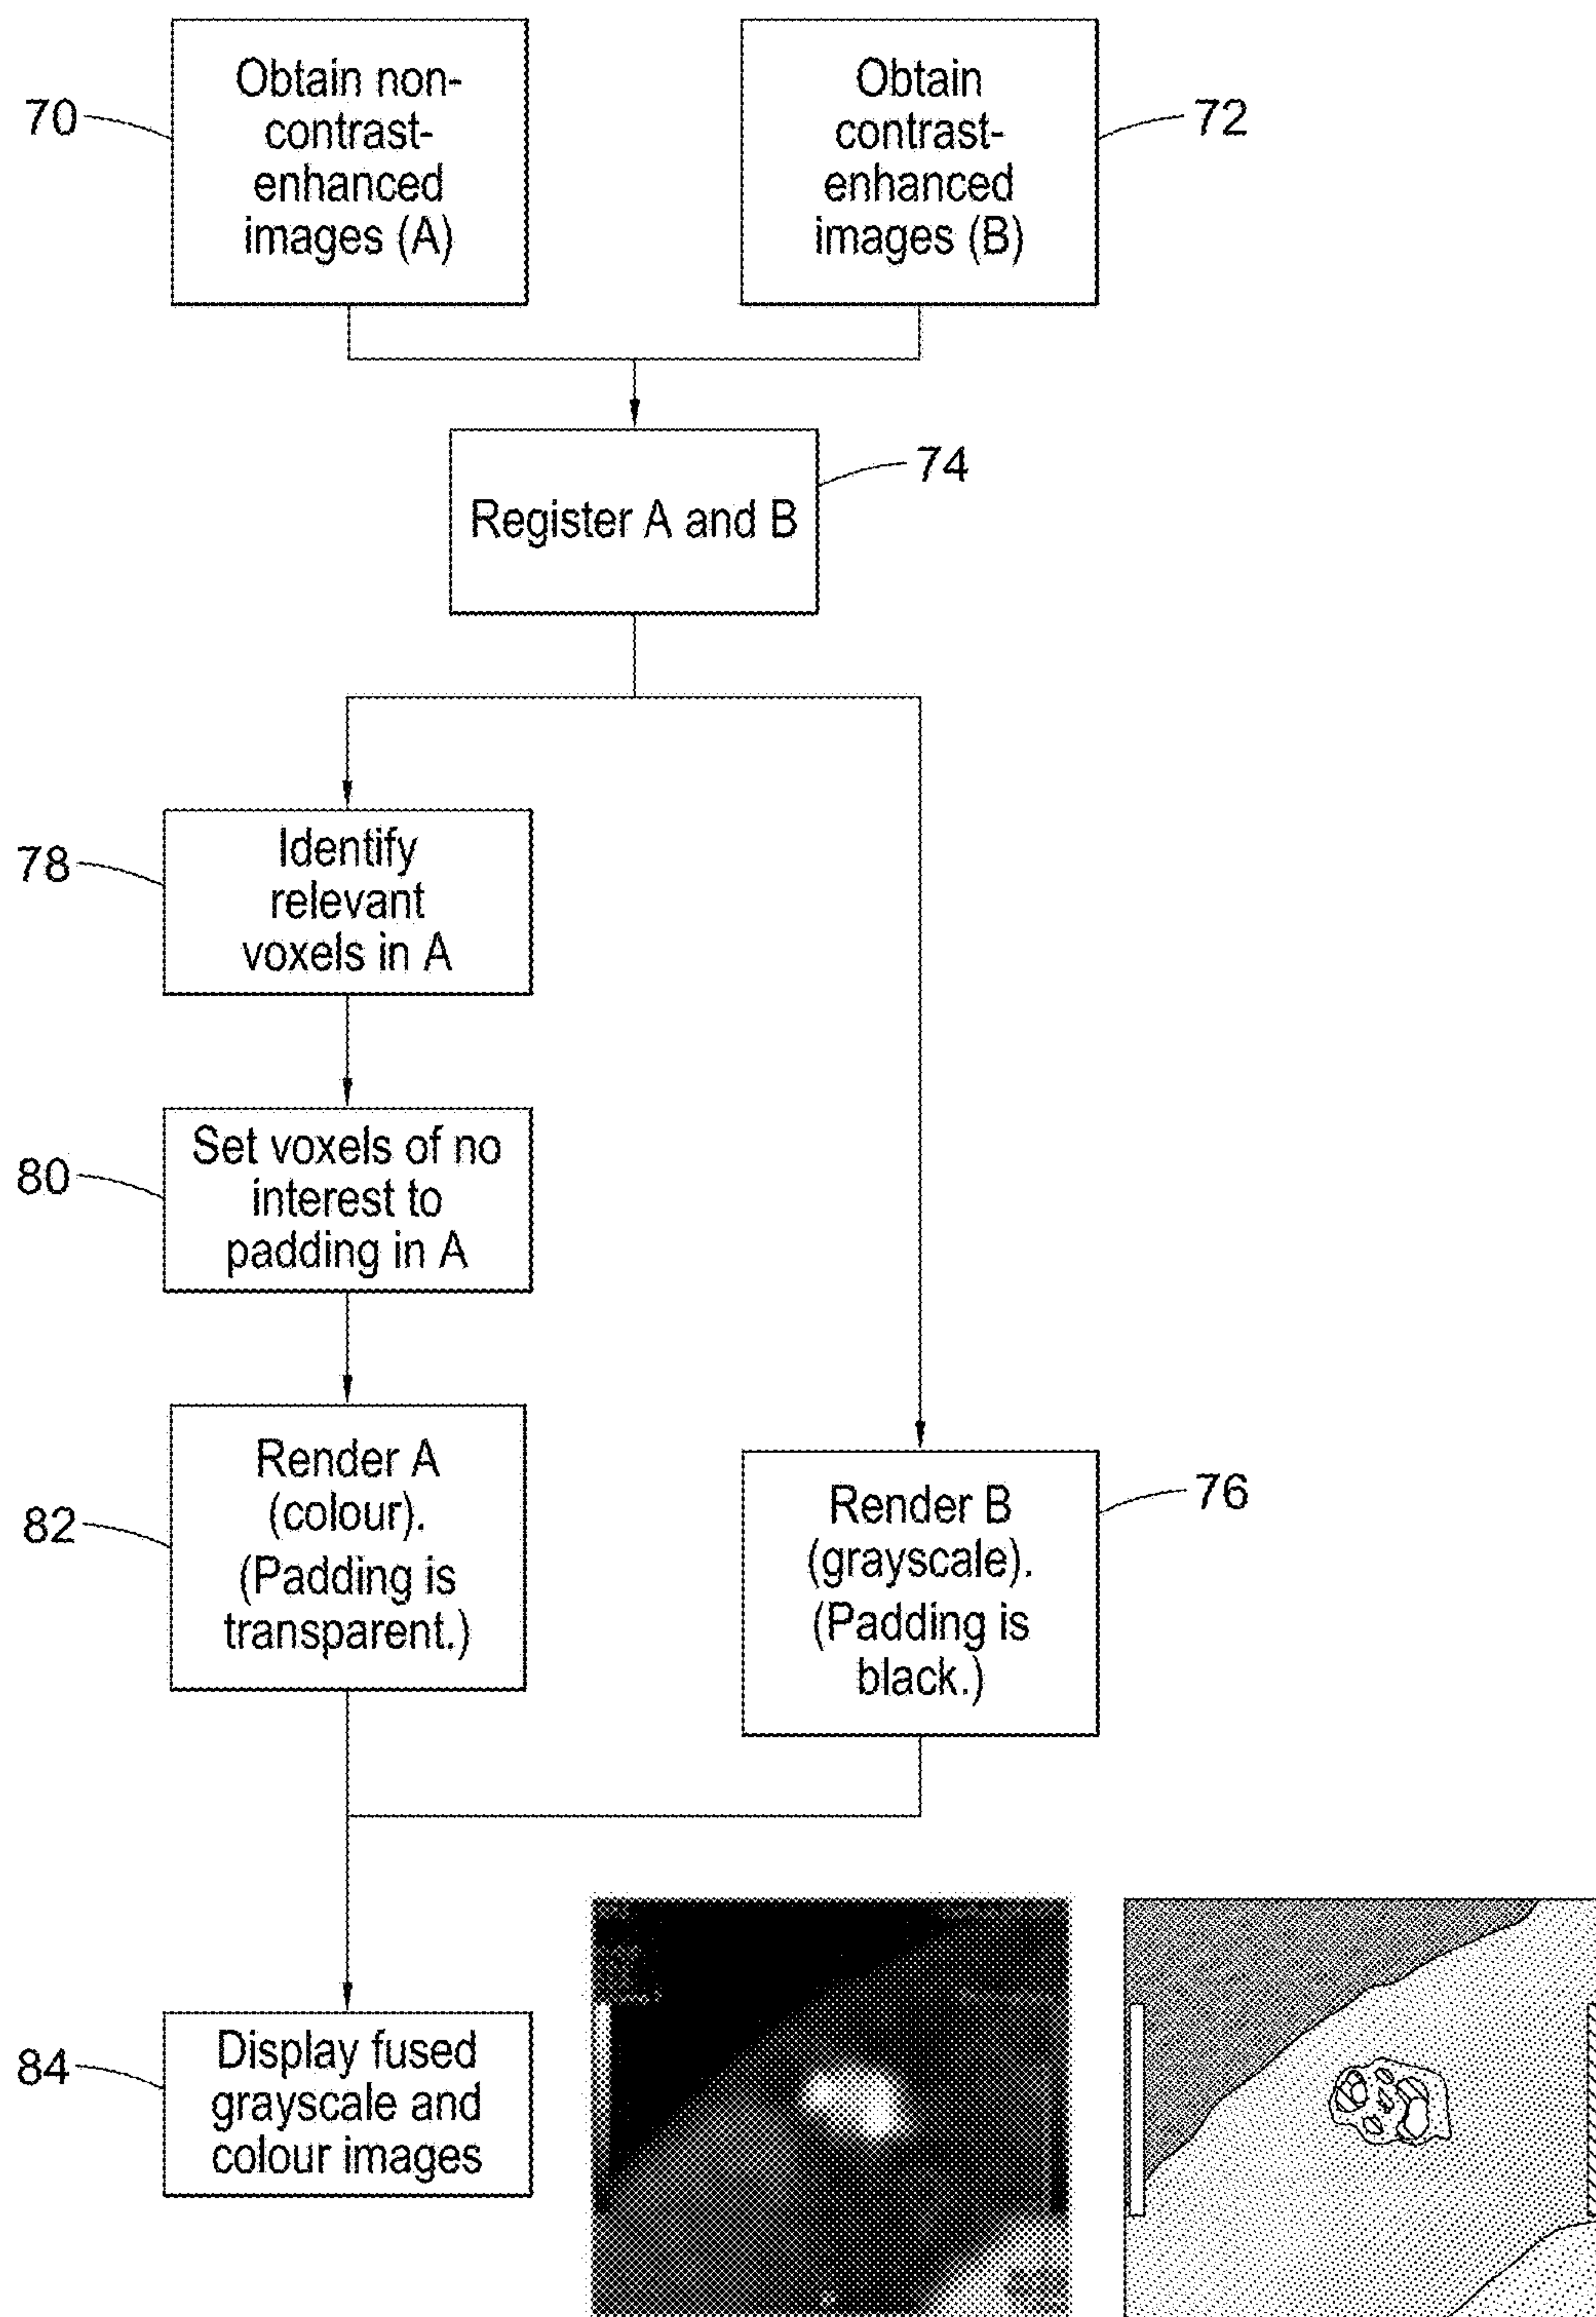 70
Obtain non-
contrast-
enhanced
images (A)
Obtain
contrast-
enhanced
images (B)
72
Register A and B
74
78
Identify
relevant
voxels in A
80
Set voxels of no
interest to
padding in A
82
Render A
(colour).
(Padding is
transparent.)
Render B
(grayscale).
(Padding is
black.)
76
84
Display fused
grayscale and
colour images